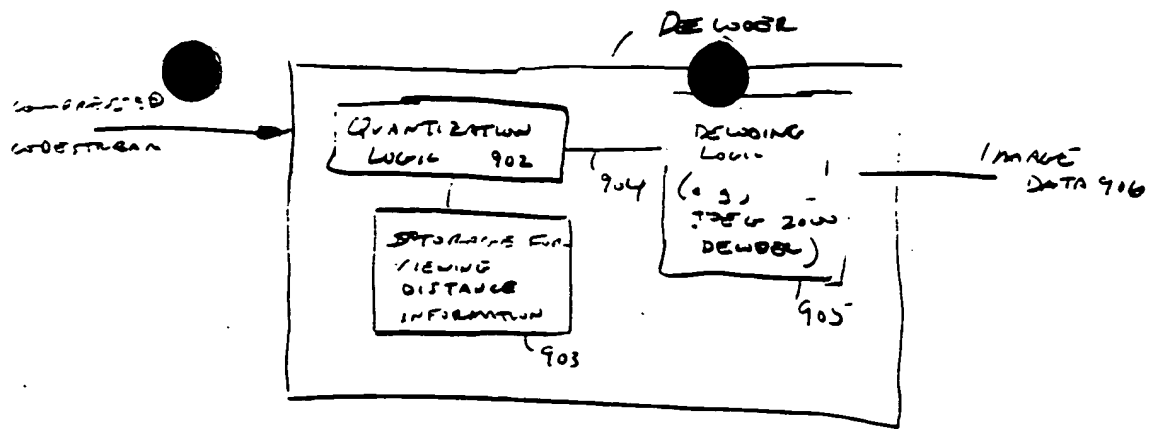 DECODER
COMPRESSED
CODESTREAM
QUANTIZATION
LOGIC 902
904
DECODING
LOGIC
(e.g.,
JPEG 2000
DECODER)
905
IMAGE
DATA 906
STORAGE FOR
VIEWING
DISTANCE
INFORMATION
903